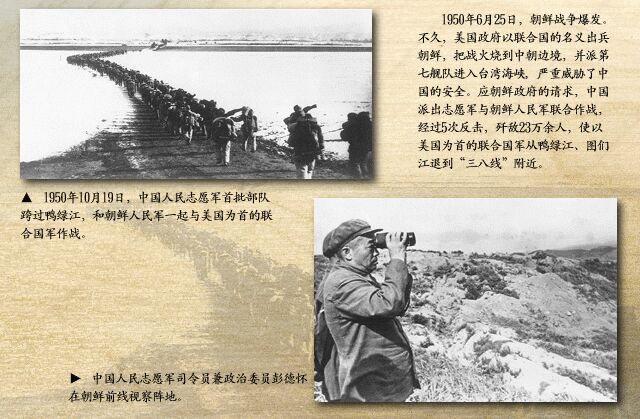 1950年6月25日，朝鲜战争爆发。
不久，美国政府以联合国的名义出兵
朝鲜，把战火烧到中朝边境，并派第
七舰队进入台湾海峡，严重威胁了中
国的安全。应朝鲜政府的请求，中国
派出志愿军与朝鲜人民军联合作战，
经过5次反击，歼敌23万余人，使以
美国为首的联合国军从鸭绿江、图们
江退到“三八线”附近。
▲ 1950年10月19日，中国人民志愿军首批部队
跨过鸭绿江，和朝鲜人民军一起与美国为首的联
合国军作战。
▶ 中国人民志愿军司令员兼政治委员彭德怀
在朝鲜前线视察阵地。